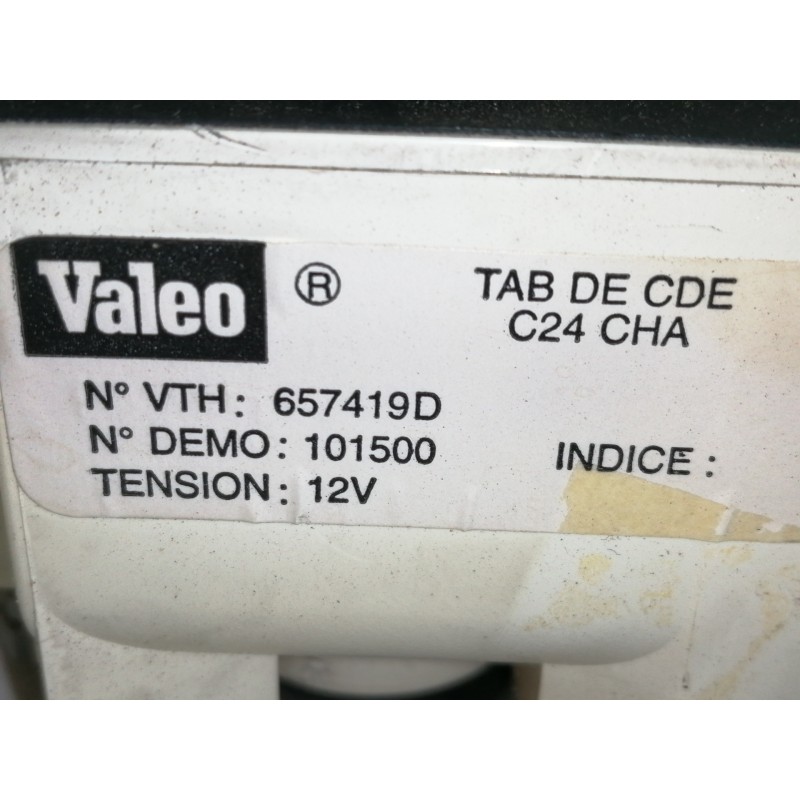 Valeo ® TAB DE CDE
C24 CHA
N° VTH: 657419D
N° DEMO: 101500
INDICE :
TENSION: 12V